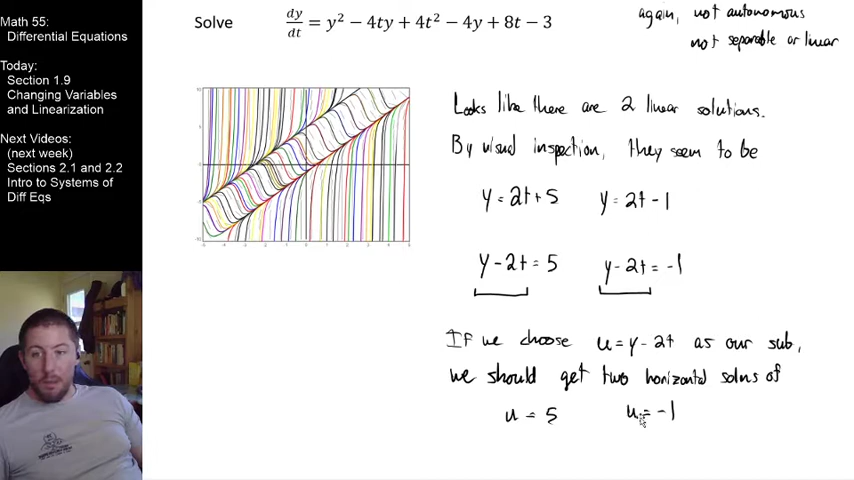 Math 55:
Differential Equations
Today:
Section 1.9
Changing Variables
and Linearization
Next Videos:
(next week)
Sections 2.1 and 2.2
Intro to Systems of
Diff Eqs
Solve dy/dt = y² − 4ty + 4t² − 4y + 8t − 3
again, not autonomous
not separable or linear
Looks like there are 2 linear solutions.
By visual inspection, they seem to be
y = 2t + 5 y = 2t − 1
y − 2t = 5 y − 2t = −1
If we choose u = y − 2t as our sub,
we should get two horizontal solns of
u = 5 u = −1